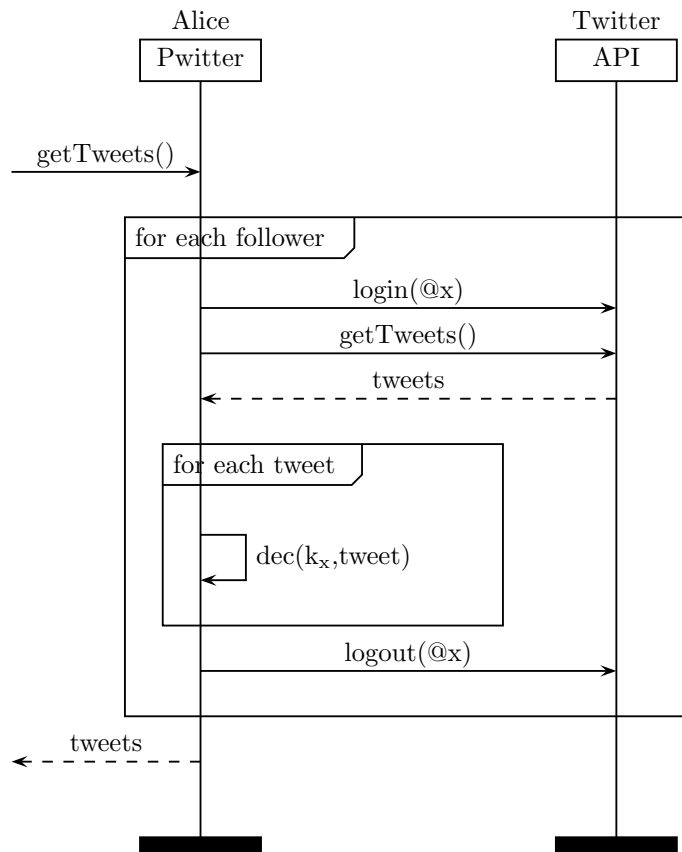 Alice
Twitter
Pwitter
API
getTweets()
for each follower
login(@x)
getTweets()
tweets
for each tweet
dec(kₓ,tweet)
logout(@x)
tweets